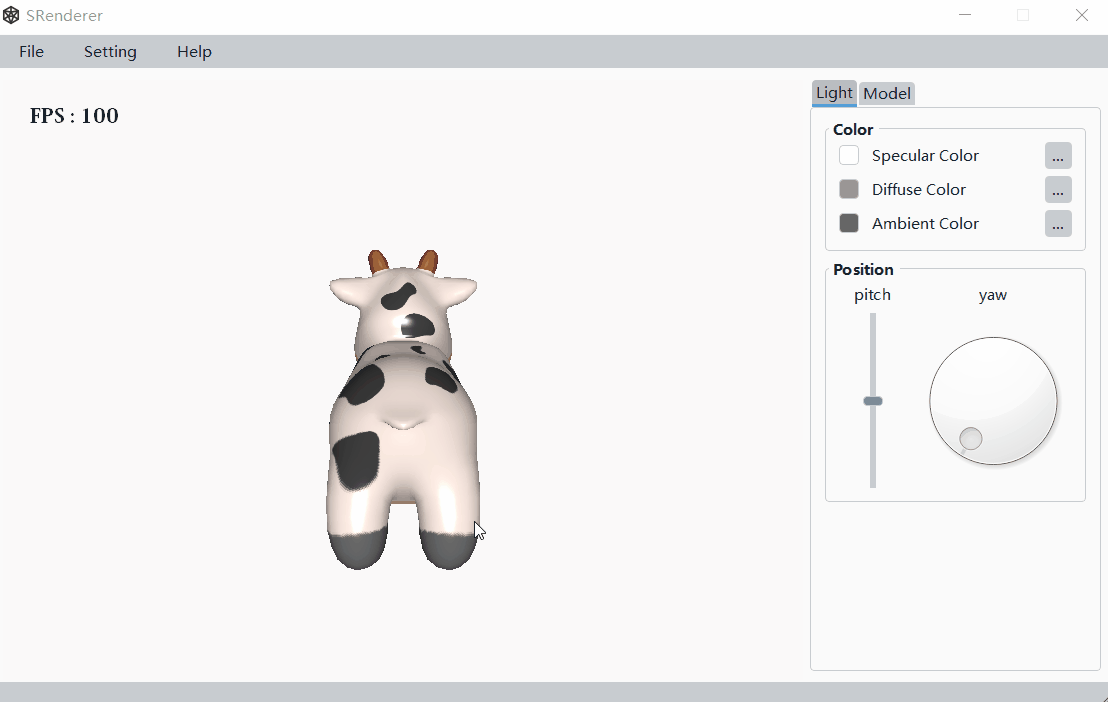 SRenderer
File Setting Help
FPS : 100
Light Model
Color
Specular Color ...
Diffuse Color ...
Ambient Color ...
Position
pitch yaw